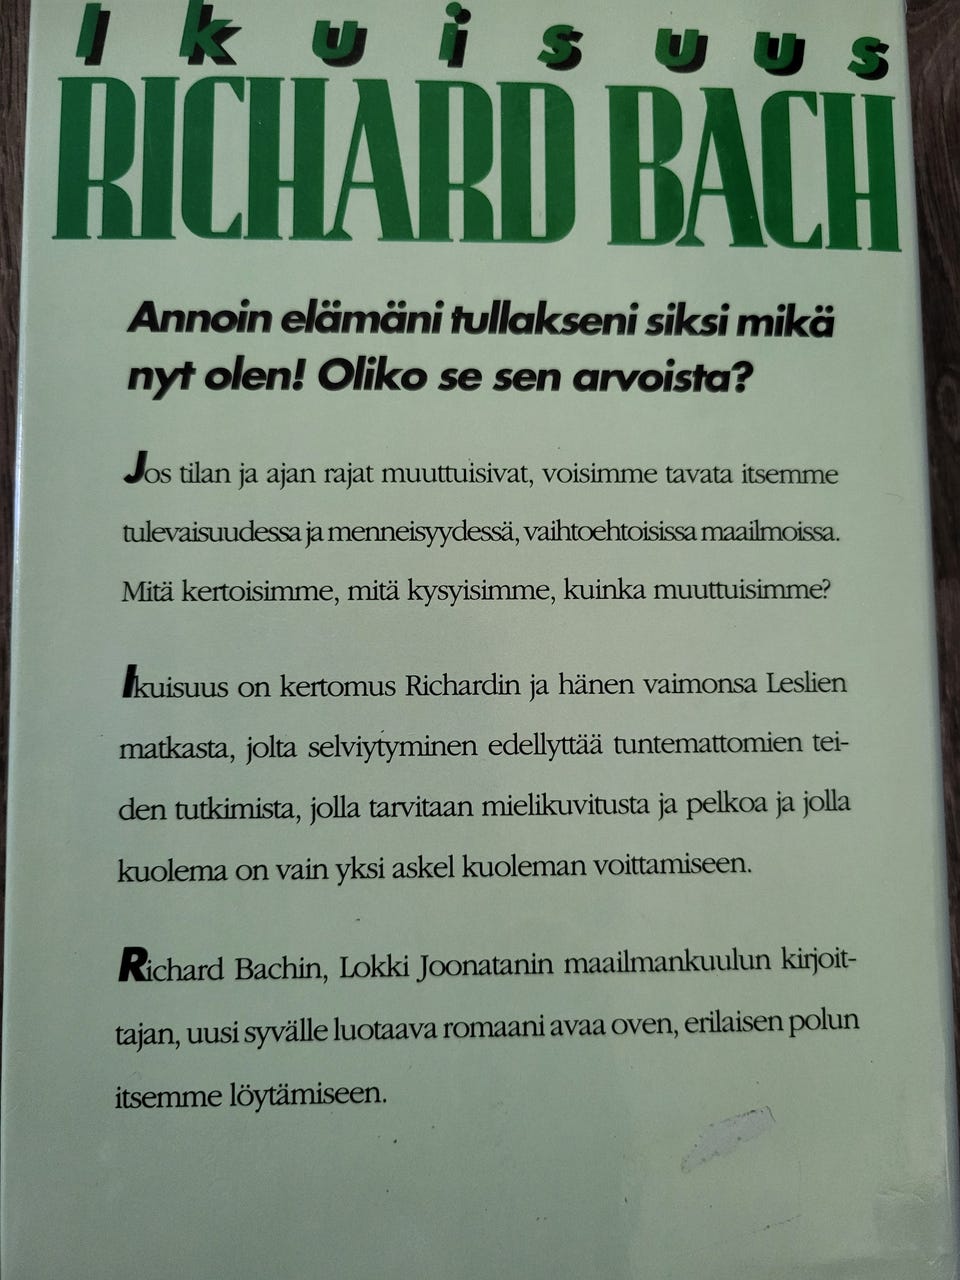 Ikuisuus
RICHARD BACH
Annoin elämäni tullakseni siksi mikä
nyt olen! Oliko se sen arvoista?
Jos tilan ja ajan rajat muuttuisivat, voisimme tavata itsemme
tulevaisuudessa ja menneisyydessä, vaihtoehtoisissa maailmoissa.
Mitä kertoisimme, mitä kysyisimme, kuinka muuttuisimme?
Ikuisuus on kertomus Richardin ja hänen vaimonsa Leslien
matkasta, jolta selviytyminen edellyttää tuntemattomien tei-
den tutkimista, jolla tarvitaan mielikuvitusta ja pelkoa ja jolla
kuolema on vain yksi askel kuoleman voittamiseen.
Richard Bachin, Lokki Joonatanin maailmankuulun kirjoit-
tajan, uusi syvälle luotaava romaani avaa oven, erilaisen polun
itsemme löytämiseen.